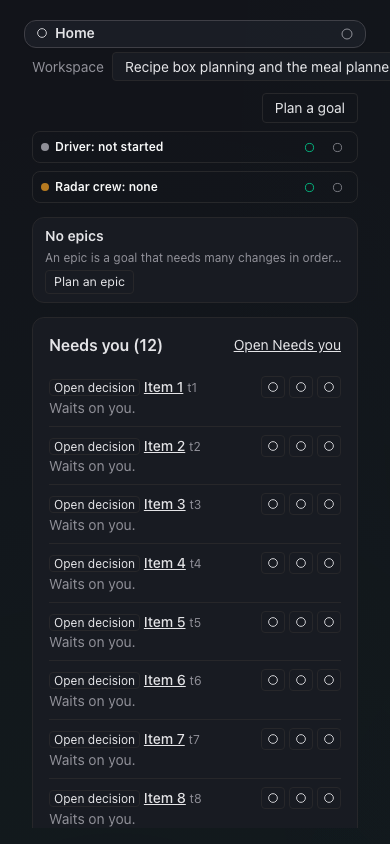 Home
Workspace Recipe box planning and the meal planne
Plan a goal
Driver: not started
Radar crew: none
No epics
An epic is a goal that needs many changes in order...
Plan an epic
Needs you (12) Open Needs you
Open decision Item 1 t1
Waits on you.
Open decision Item 2 t2
Waits on you.
Open decision Item 3 t3
Waits on you.
Open decision Item 4 t4
Waits on you.
Open decision Item 5 t5
Waits on you.
Open decision Item 6 t6
Waits on you.
Open decision Item 7 t7
Waits on you.
Open decision Item 8 t8
Waits on you.